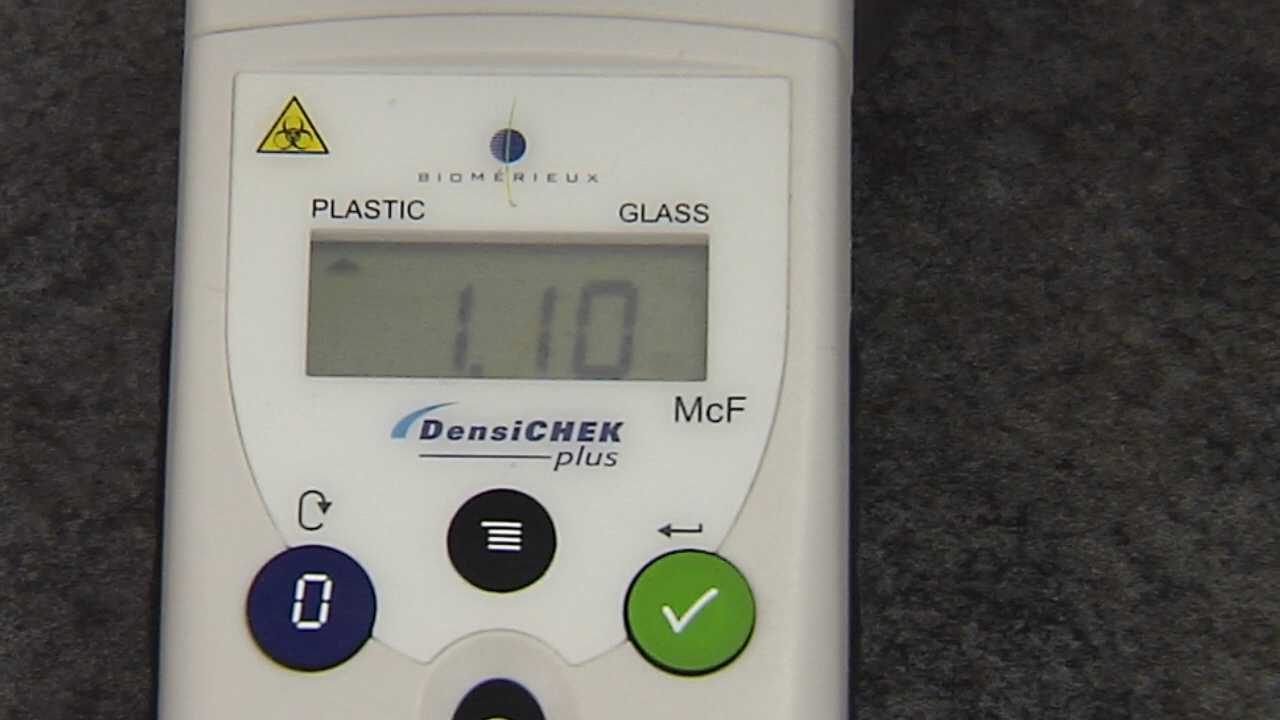 BIOMÉRIEUX
PLASTIC GLASS
1.10
McF
DensiCHEK
plus
0